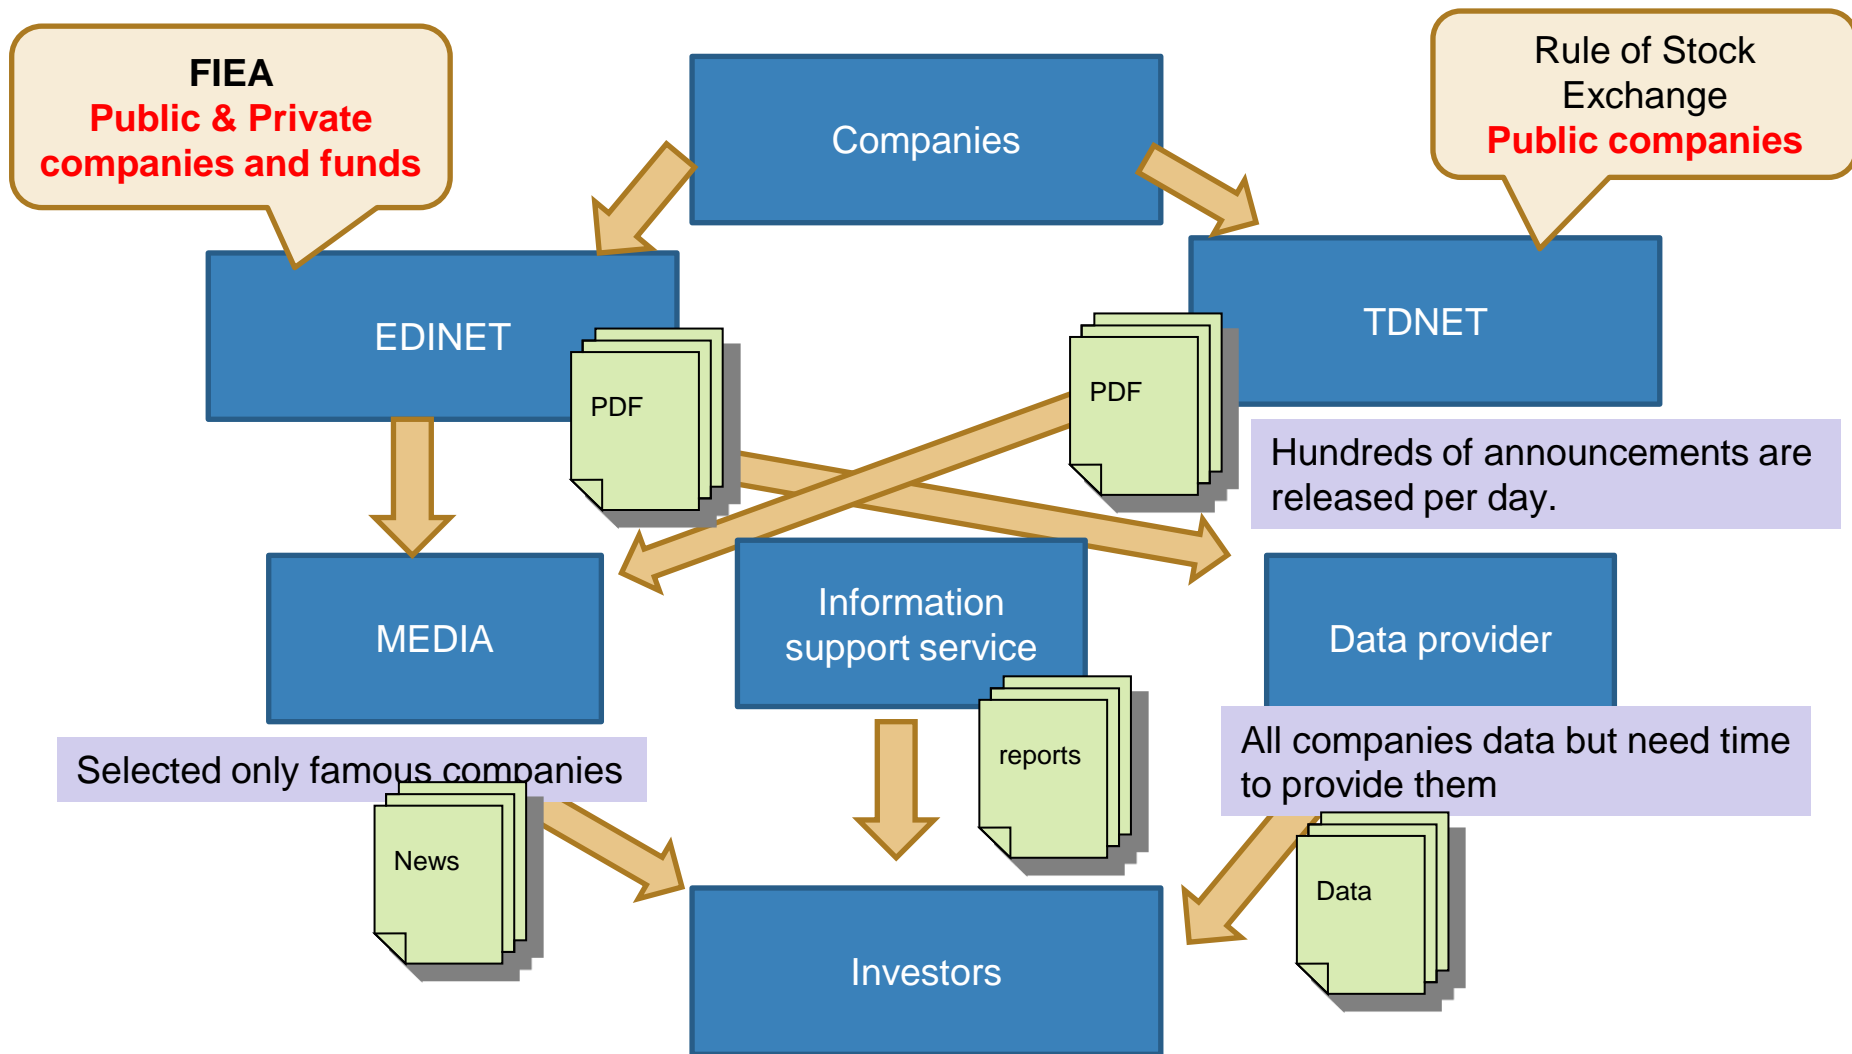 FIEA
Public & Private
companies and funds
Companies
Rule of Stock
Exchange
Public companies
EDINET
TDNET
PDF
PDF
Hundreds of announcements are
released per day.
MEDIA
Information
support service
Data provider
Selected only famous companies
reports
All companies data but need time
to provide them
News
Data
Investors